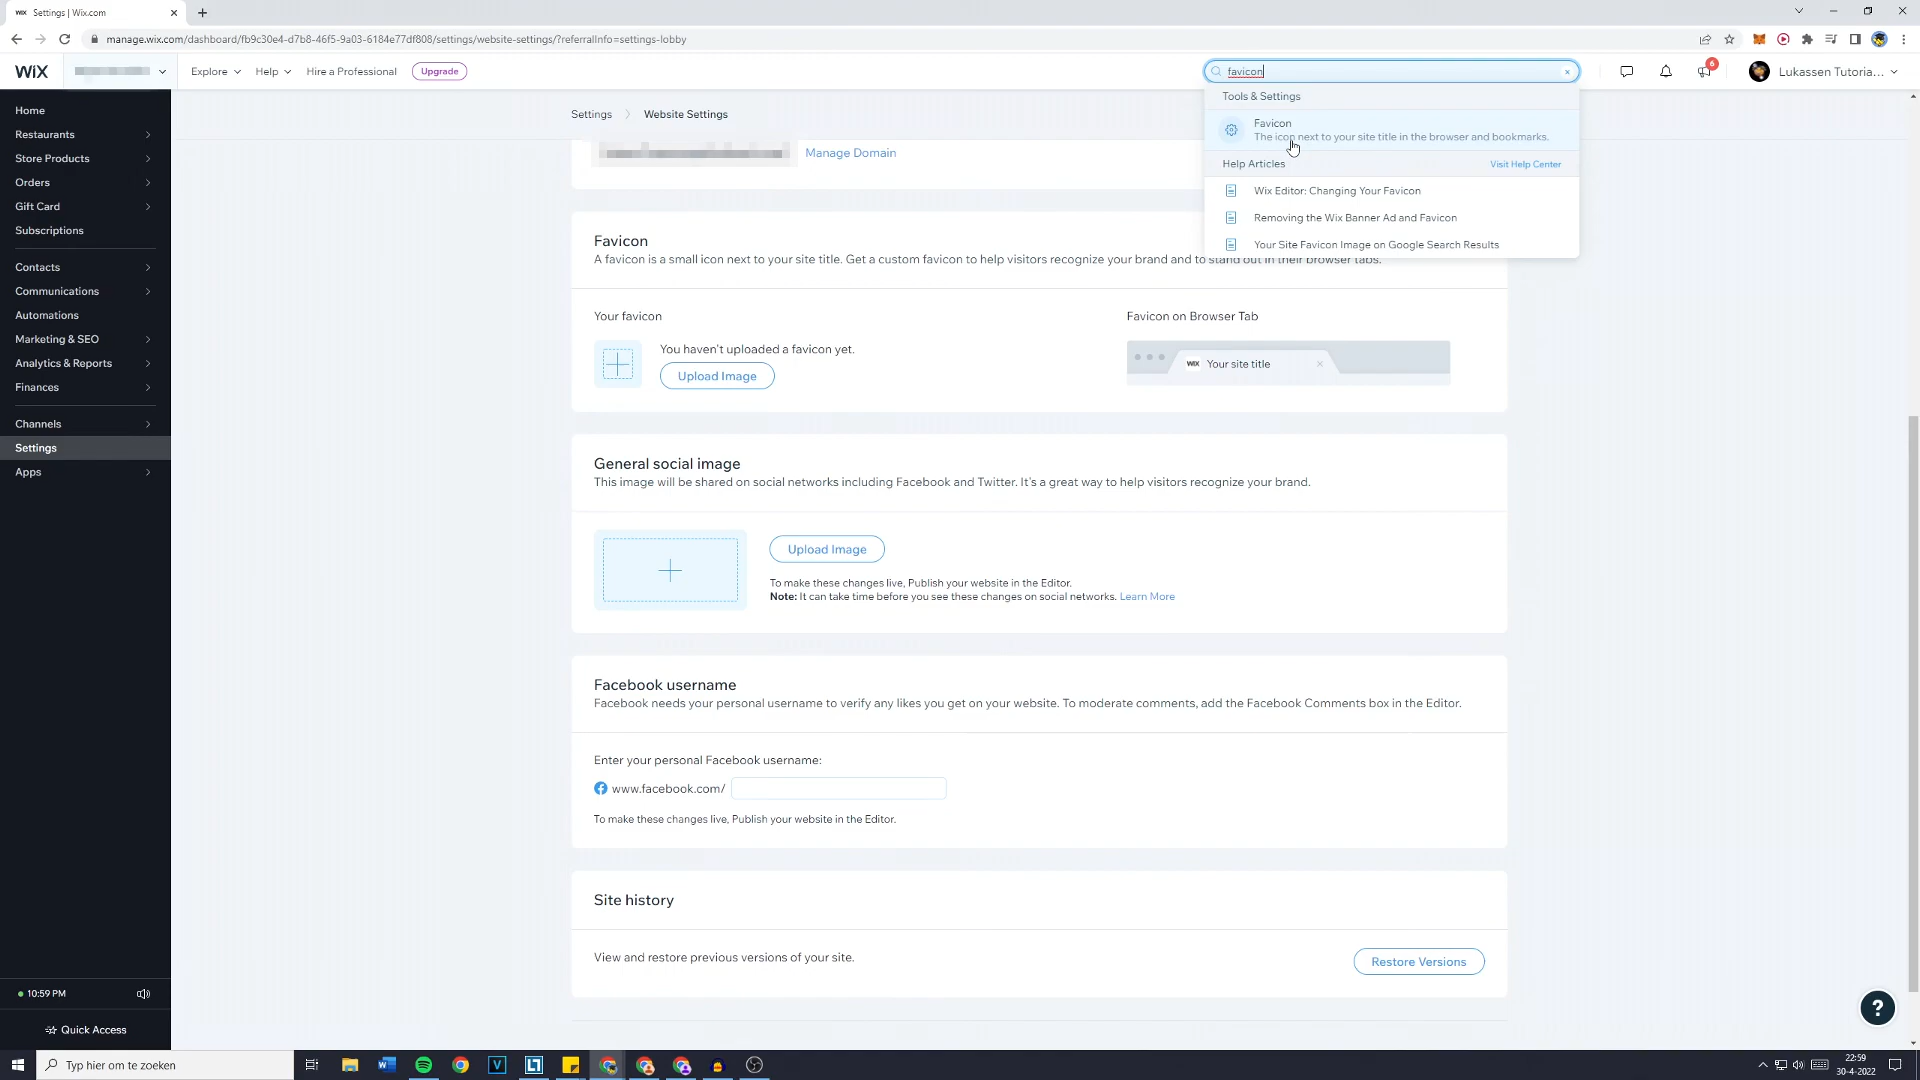 WiX Settings | Wix.com
manage.wix.com/dashboard/fb9c30e4-d7b8-46f5-9a03-6184e77df808/settings/website-settings/?referralInfo=settings-lobby
WiX
Explore
Help
Hire a Professional
Upgrade
favicon
6
Lukassen Tutoria...
Tools & Settings
Favicon
The icon next to your site title in the browser and bookmarks.
Help Articles
Visit Help Center
Wix Editor: Changing Your Favicon
Removing the Wix Banner Ad and Favicon
Your Site Favicon Image on Google Search Results
Home
Restaurants
Store Products
Orders
Gift Card
Subscriptions
Contacts
Communications
Automations
Marketing & SEO
Analytics & Reports
Finances
Channels
Settings
Apps
10:59 PM
Quick Access
Settings > Website Settings
Manage Domain
Favicon
A favicon is a small icon next to your site title. Get a custom favicon to help visitors recognize your brand and to stand out in their browser tabs.
Your favicon
You haven't uploaded a favicon yet.
Upload Image
Favicon on Browser Tab
WiX Your site title
General social image
This image will be shared on social networks including Facebook and Twitter. It's a great way to help visitors recognize your brand.
Upload Image
To make these changes live, Publish your website in the Editor.
Note: It can take time before you see these changes on social networks. Learn More
Facebook username
Facebook needs your personal username to verify any likes you get on your website. To moderate comments, add the Facebook Comments box in the Editor.
Enter your personal Facebook username:
www.facebook.com/
To make these changes live, Publish your website in the Editor.
Site history
View and restore previous versions of your site.
Restore Versions
?
Typ hier om te zoeken
22:59
30-4-2022